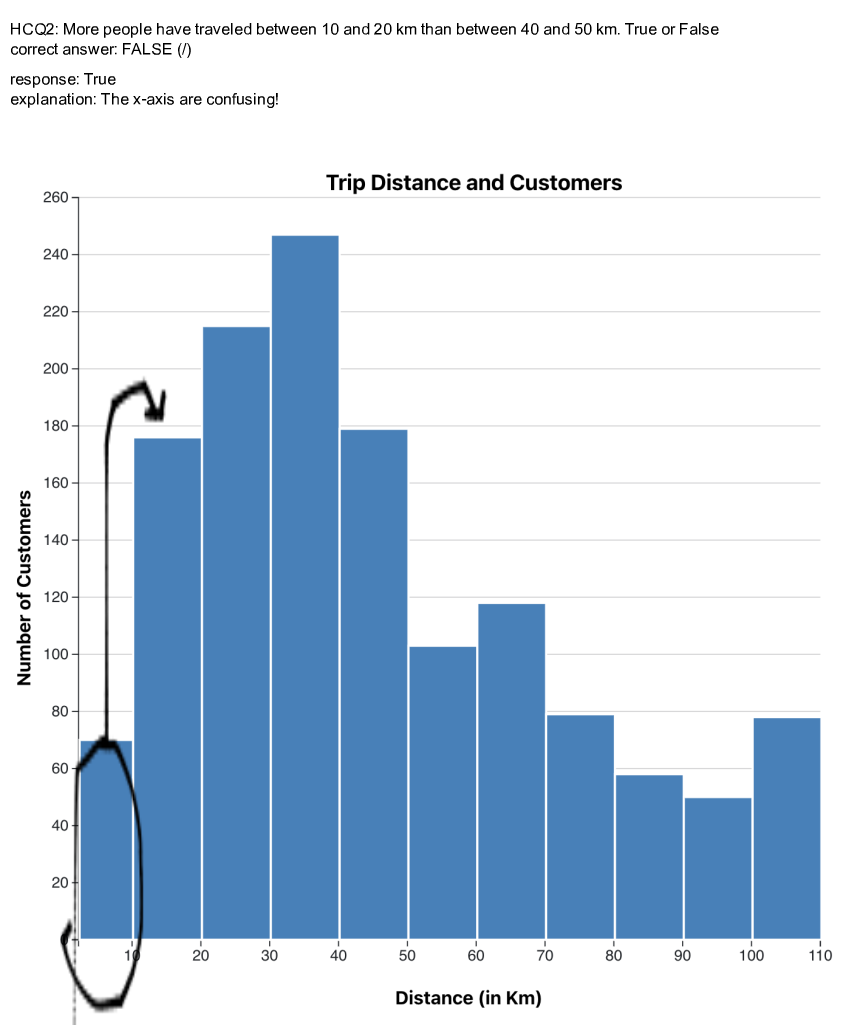 HCQ2: More people have traveled between 10 and 20 km than between 40 and 50 km. True or False
correct answer: FALSE (/)
response: True
explanation: The x-axis are confusing!
Trip Distance and Customers
260
240
220
200
180
160
140
120
100
80
60
40
20
0
Number of Customers
10 20 30 40 50 60 70 80 90 100 110
Distance (in Km)